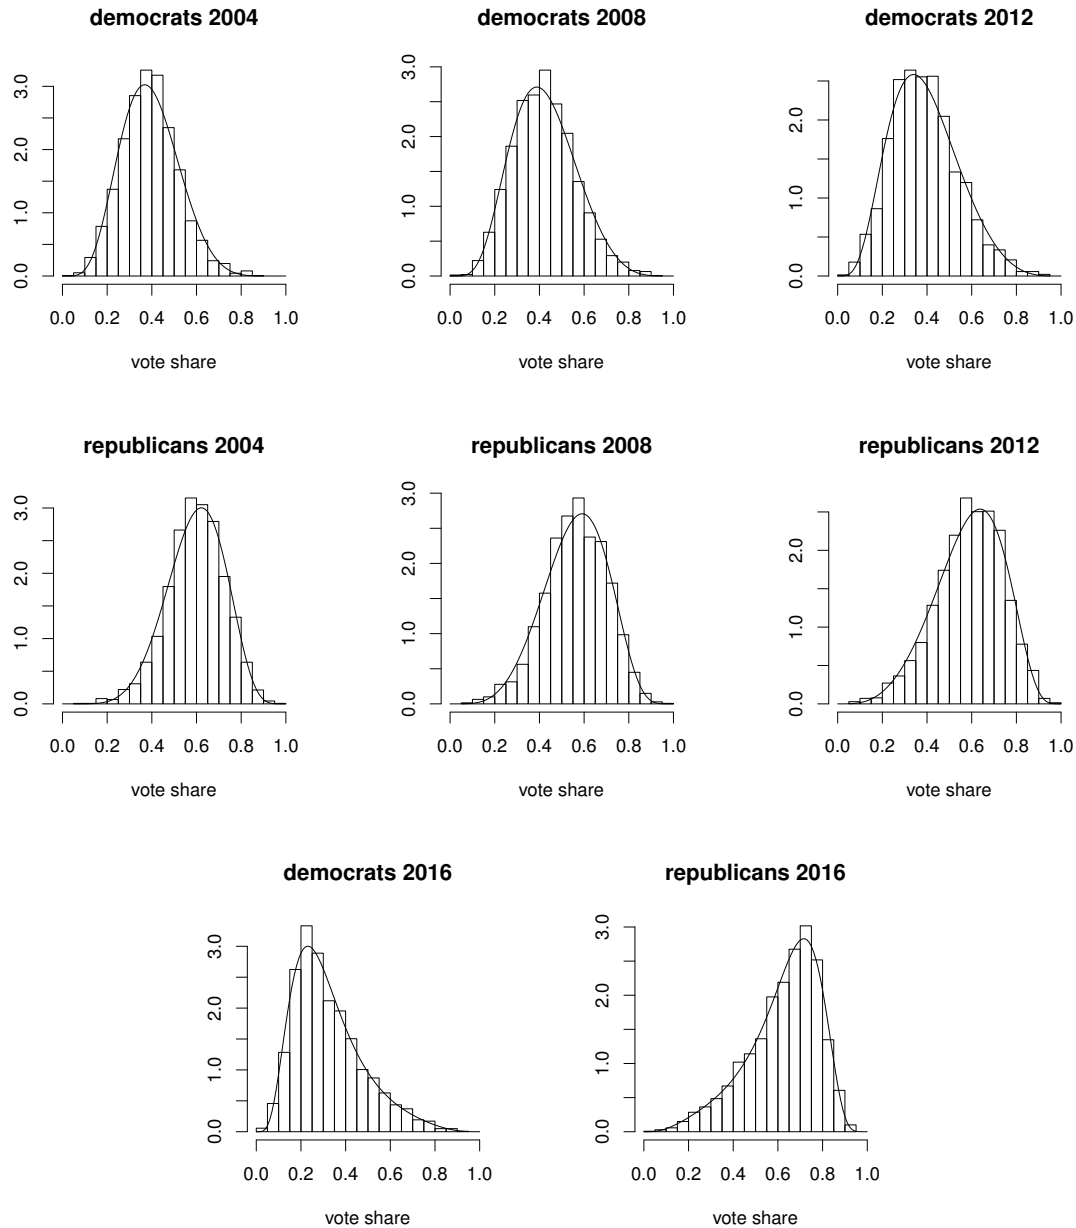 democrats 2004 democrats 2008 democrats 2012
3.0 3.0 2.0
2.0 2.0 1.0
1.0 1.0 0.0
0.0 0.0
0.0 0.2 0.4 0.6 0.8 1.0 0.0 0.2 0.4 0.6 0.8 1.0 0.0 0.2 0.4 0.6 0.8 1.0
vote share vote share vote share
republicans 2004 republicans 2008 republicans 2012
3.0 3.0 2.0
2.0 2.0 1.0
1.0 1.0 0.0
0.0 0.0
0.0 0.2 0.4 0.6 0.8 1.0 0.0 0.2 0.4 0.6 0.8 1.0 0.0 0.2 0.4 0.6 0.8 1.0
vote share vote share vote share
democrats 2016 republicans 2016
3.0 3.0
2.0 2.0
1.0 1.0
0.0 0.0
0.0 0.2 0.4 0.6 0.8 1.0 0.0 0.2 0.4 0.6 0.8 1.0
vote share vote share